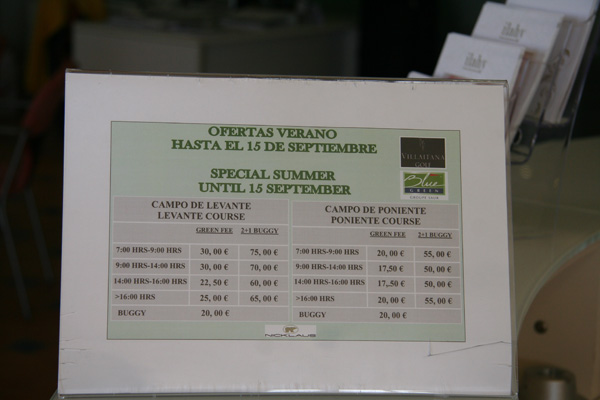 OFERTAS VERANO
HASTA EL 15 DE SEPTIEMBRE
SPECIAL SUMMER
UNTIL 15 SEPTEMBER
VILLAITANA
GOLF
Blue
GREEN
CAMPO DE LEVANTE
LEVANTE COURSE
GREEN FEE 2+1 BUGGY
7:00 HRS-9:00 HRS 30,00 € 75,00 €
9:00 HRS-14:00 HRS 30,00 € 70,00 €
14:00 HRS-16:00 HRS 22,50 € 60,00 €
>16:00 HRS 25,00 € 65,00 €
BUGGY 20,00 €
CAMPO DE PONIENTE
PONIENTE COURSE
GREEN FEE 2+1 BUGGY
7:00 HRS-9:00 HRS 20,00 € 55,00 €
9:00 HRS-14:00 HRS 17,50 € 50,00 €
14:00 HRS-16:00 HRS 17,,50 € 50,00 €
>16:00 HRS 20,00 € 55,00 €
BUGGY 20,00 €
NICKLAUS